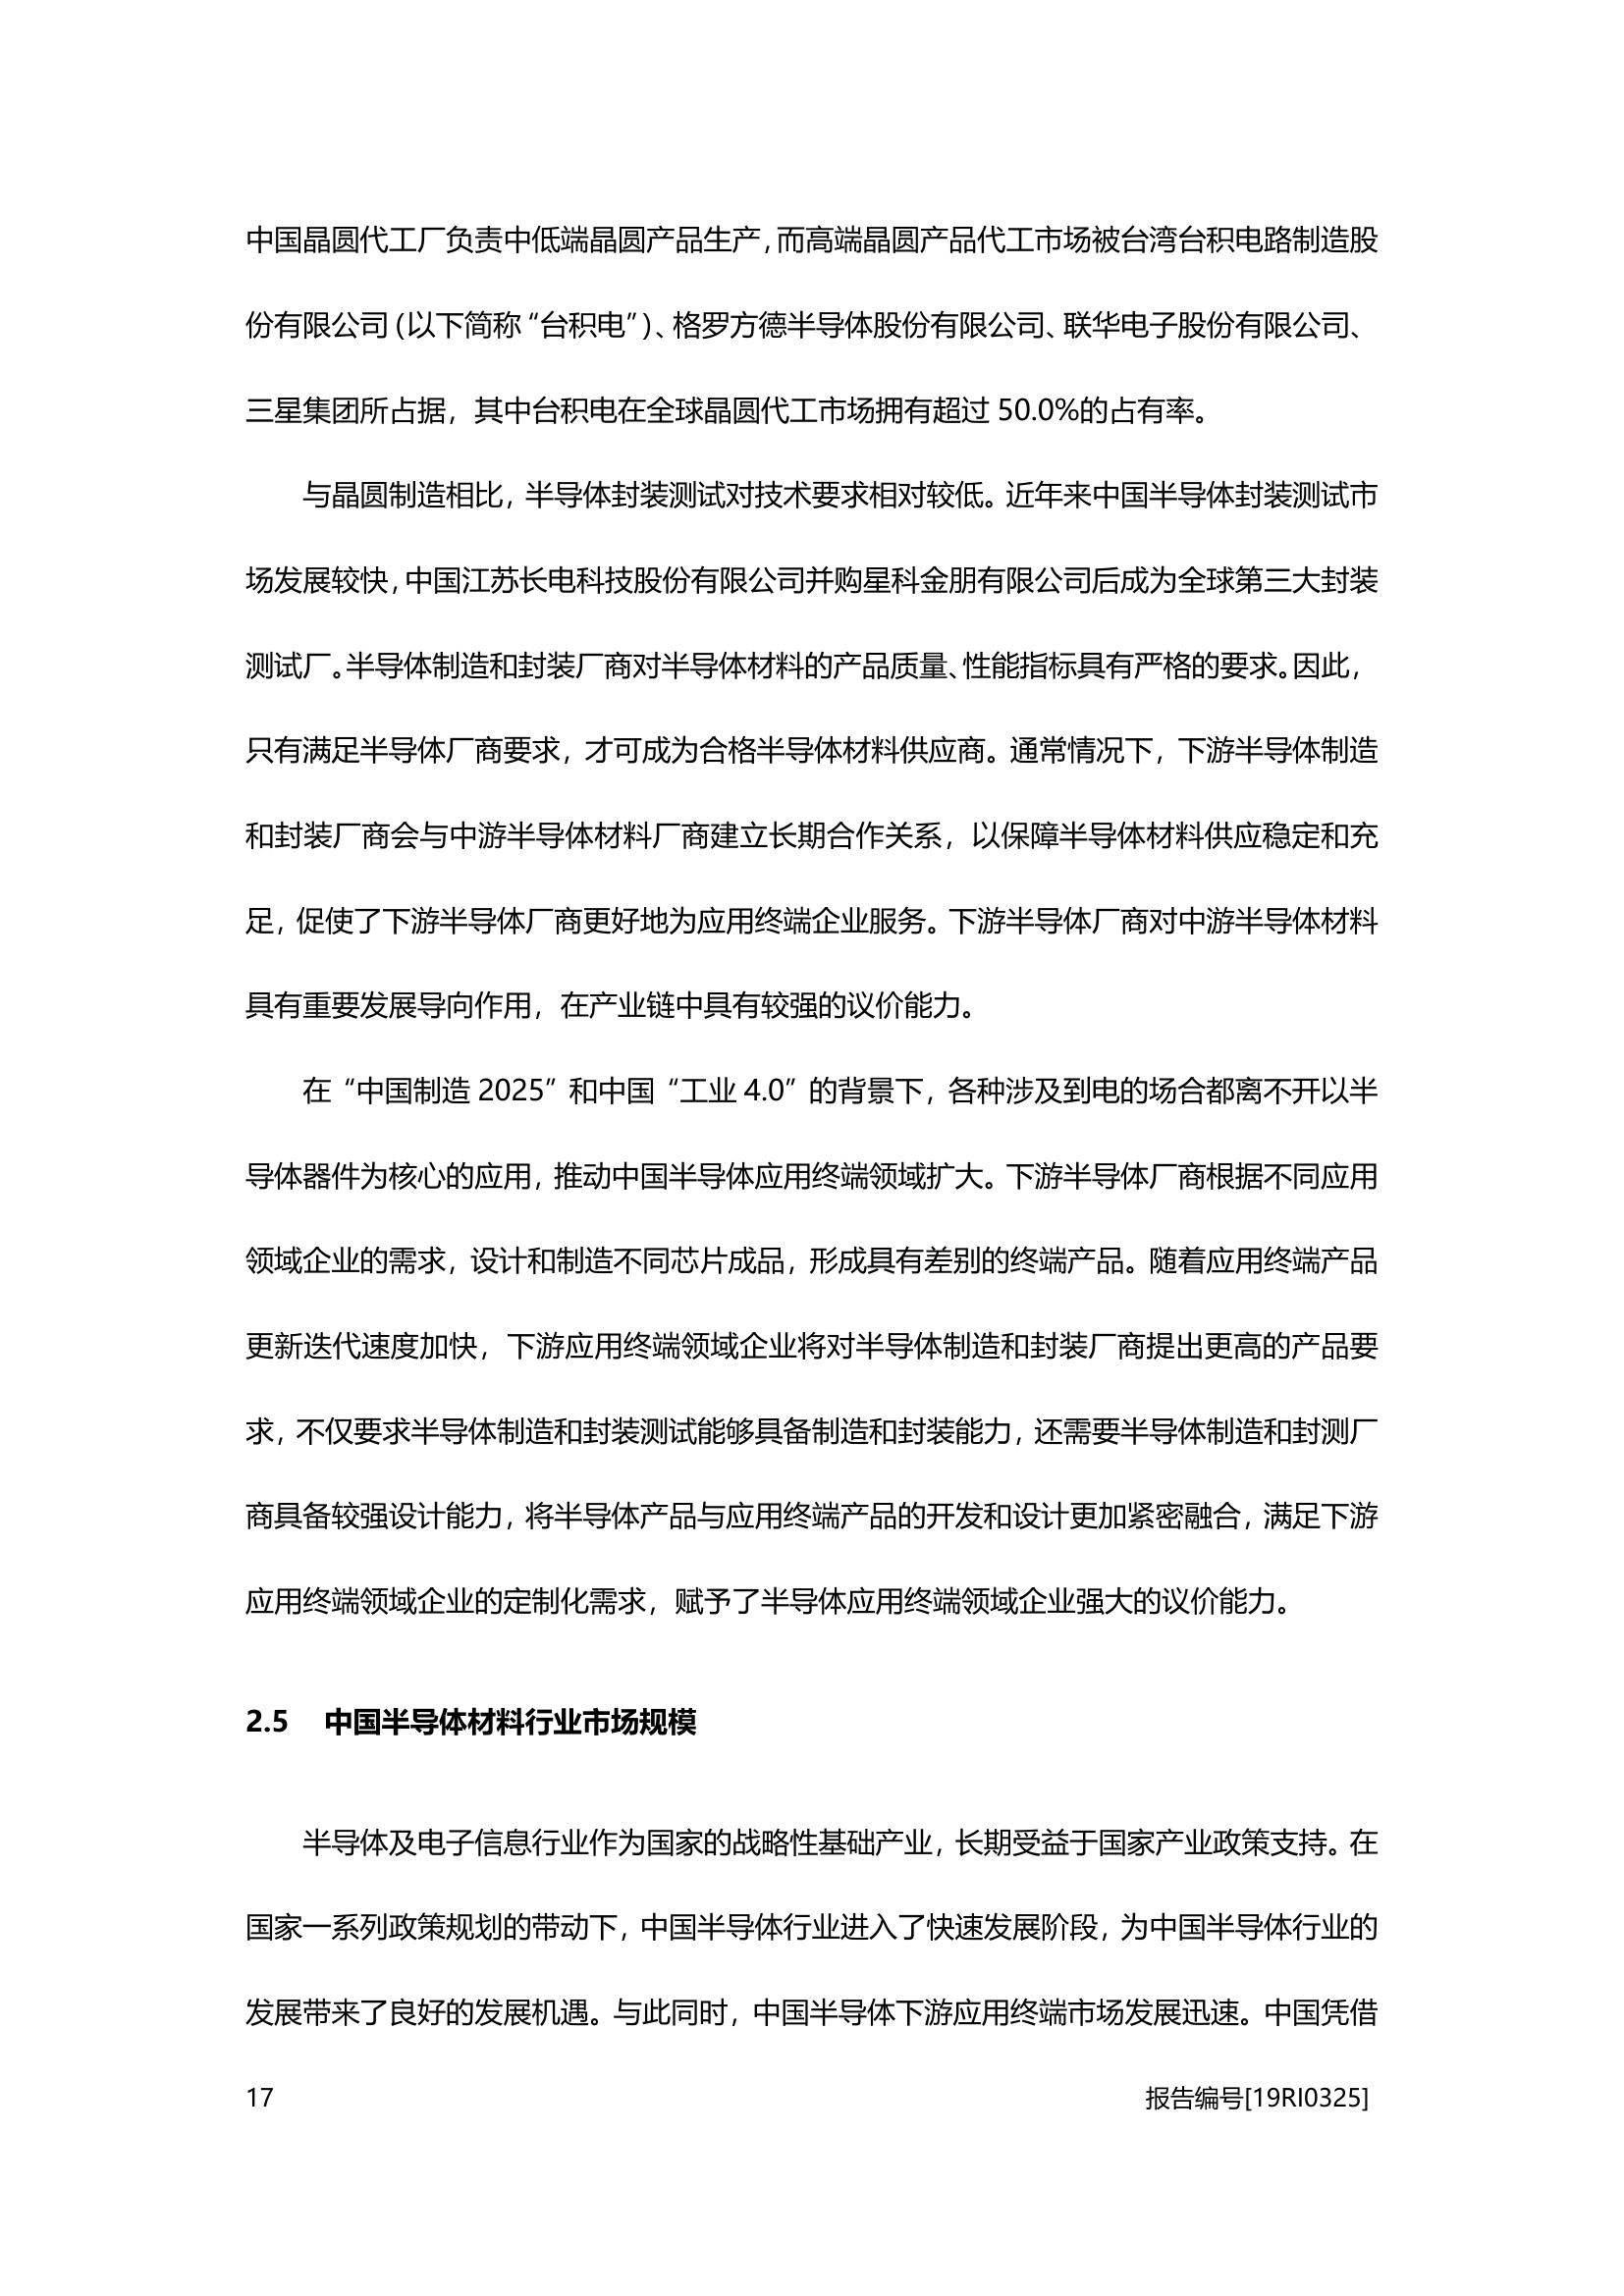 中国晶圆代工厂负责中低端晶圆产品生产，而高端晶圆产品代工市场被台湾台积电路制造股
份有限公司（以下简称“台积电”）、格罗方德半导体股份有限公司、联华电子股份有限公司、
三星集团所占据，其中台积电在全球晶圆代工市场拥有超过 50.0%的占有率。
与晶圆制造相比，半导体封装测试对技术要求相对较低。近年来中国半导体封装测试市
场发展较快，中国江苏长电科技股份有限公司并购星科金朋有限公司后成为全球第三大封装
测试厂。半导体制造和封装厂商对半导体材料的产品质量、性能指标具有严格的要求。因此，
只有满足半导体厂商要求，才可成为合格半导体材料供应商。通常情况下，下游半导体制造
和封装厂商会与中游半导体材料厂商建立长期合作关系，以保障半导体材料供应稳定和充
足，促使了下游半导体厂商更好地为应用终端企业服务。下游半导体厂商对中游半导体材料
具有重要发展导向作用，在产业链中具有较强的议价能力。
在“中国制造 2025”和中国“工业 4.0”的背景下，各种涉及到电的场合都离不开以半
导体器件为核心的应用，推动中国半导体应用终端领域扩大。下游半导体厂商根据不同应用
领域企业的需求，设计和制造不同芯片成品，形成具有差别的终端产品。随着应用终端产品
更新迭代速度加快，下游应用终端领域企业将对半导体制造和封装厂商提出更高的产品要
求，不仅要求半导体制造和封装测试能够具备制造和封装能力，还需要半导体制造和封测厂
商具备较强设计能力，将半导体产品与应用终端产品的开发和设计更加紧密融合，满足下游
应用终端领域企业的定制化需求，赋予了半导体应用终端领域企业强大的议价能力。
2.5 中国半导体材料行业市场规模
半导体及电子信息行业作为国家的战略性基础产业，长期受益于国家产业政策支持。在
国家一系列政策规划的带动下，中国半导体行业进入了快速发展阶段，为中国半导体行业的
发展带来了良好的发展机遇。与此同时，中国半导体下游应用终端市场发展迅速。中国凭借
17 报告编号[19RI0325]